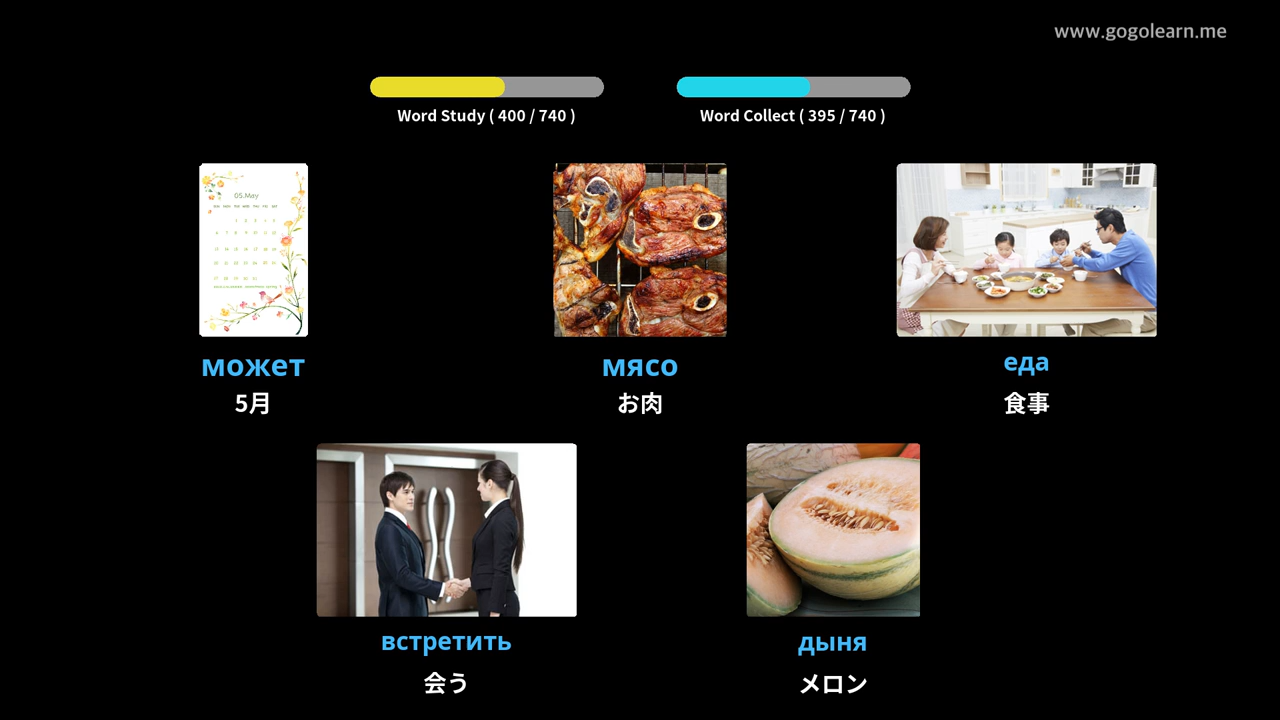 www.gogolearn.me
Word Study ( 400 / 740 )
Word Collect ( 395 / 740 )
05.May
может
5月
мясо
お肉
еда
食事
встретить
会う
дыня
メロン